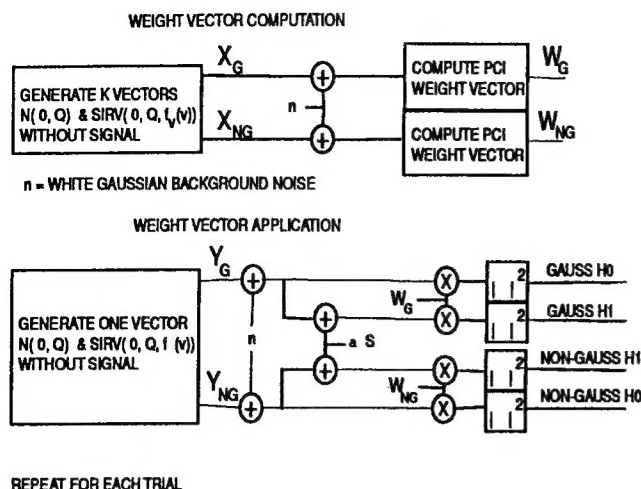 WEIGHT VECTOR COMPUTATION
GENERATE K VECTORS
N( 0, Q) & SIRV( 0, Q, f_v(v))
WITHOUT SIGNAL
X_G
X_NG
+
n
+
COMPUTE PCI
WEIGHT VECTOR
W_G
COMPUTE PCI
WEIGHT VECTOR
W_NG
n = WHITE GAUSSIAN BACKGROUND NOISE
WEIGHT VECTOR APPLICATION
GENERATE ONE VECTOR
N( 0, Q) & SIRV( 0, Q, f (v))
WITHOUT SIGNAL
Y_G
Y_NG
+
n
+
+
a S
+
X
W_G
X
X
W_NG
X
| |²
GAUSS H0
| |²
GAUSS H1
| |²
NON-GAUSS H1
| |²
NON-GAUSS H0
REPEAT FOR EACH TRIAL